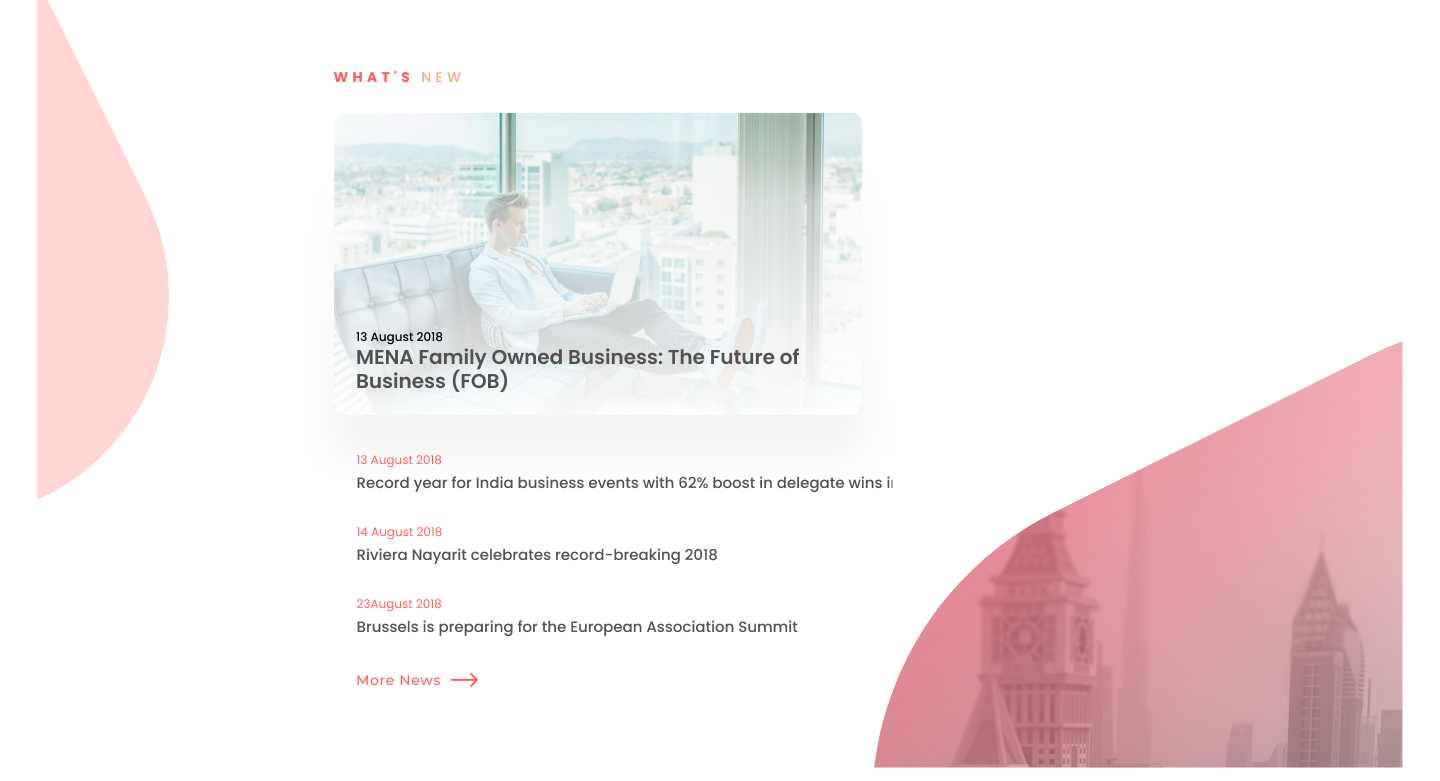 WHAT'S NEW
13 August 2018
MENA Family Owned Business: The Future of
Business (FOB)
13 August 2018
Record year for India business events with 62% boost in delegate wins
14 August 2018
Riviera Nayarit celebrates record-breaking 2018
23August 2018
Brussels is preparing for the European Association Summit
More News